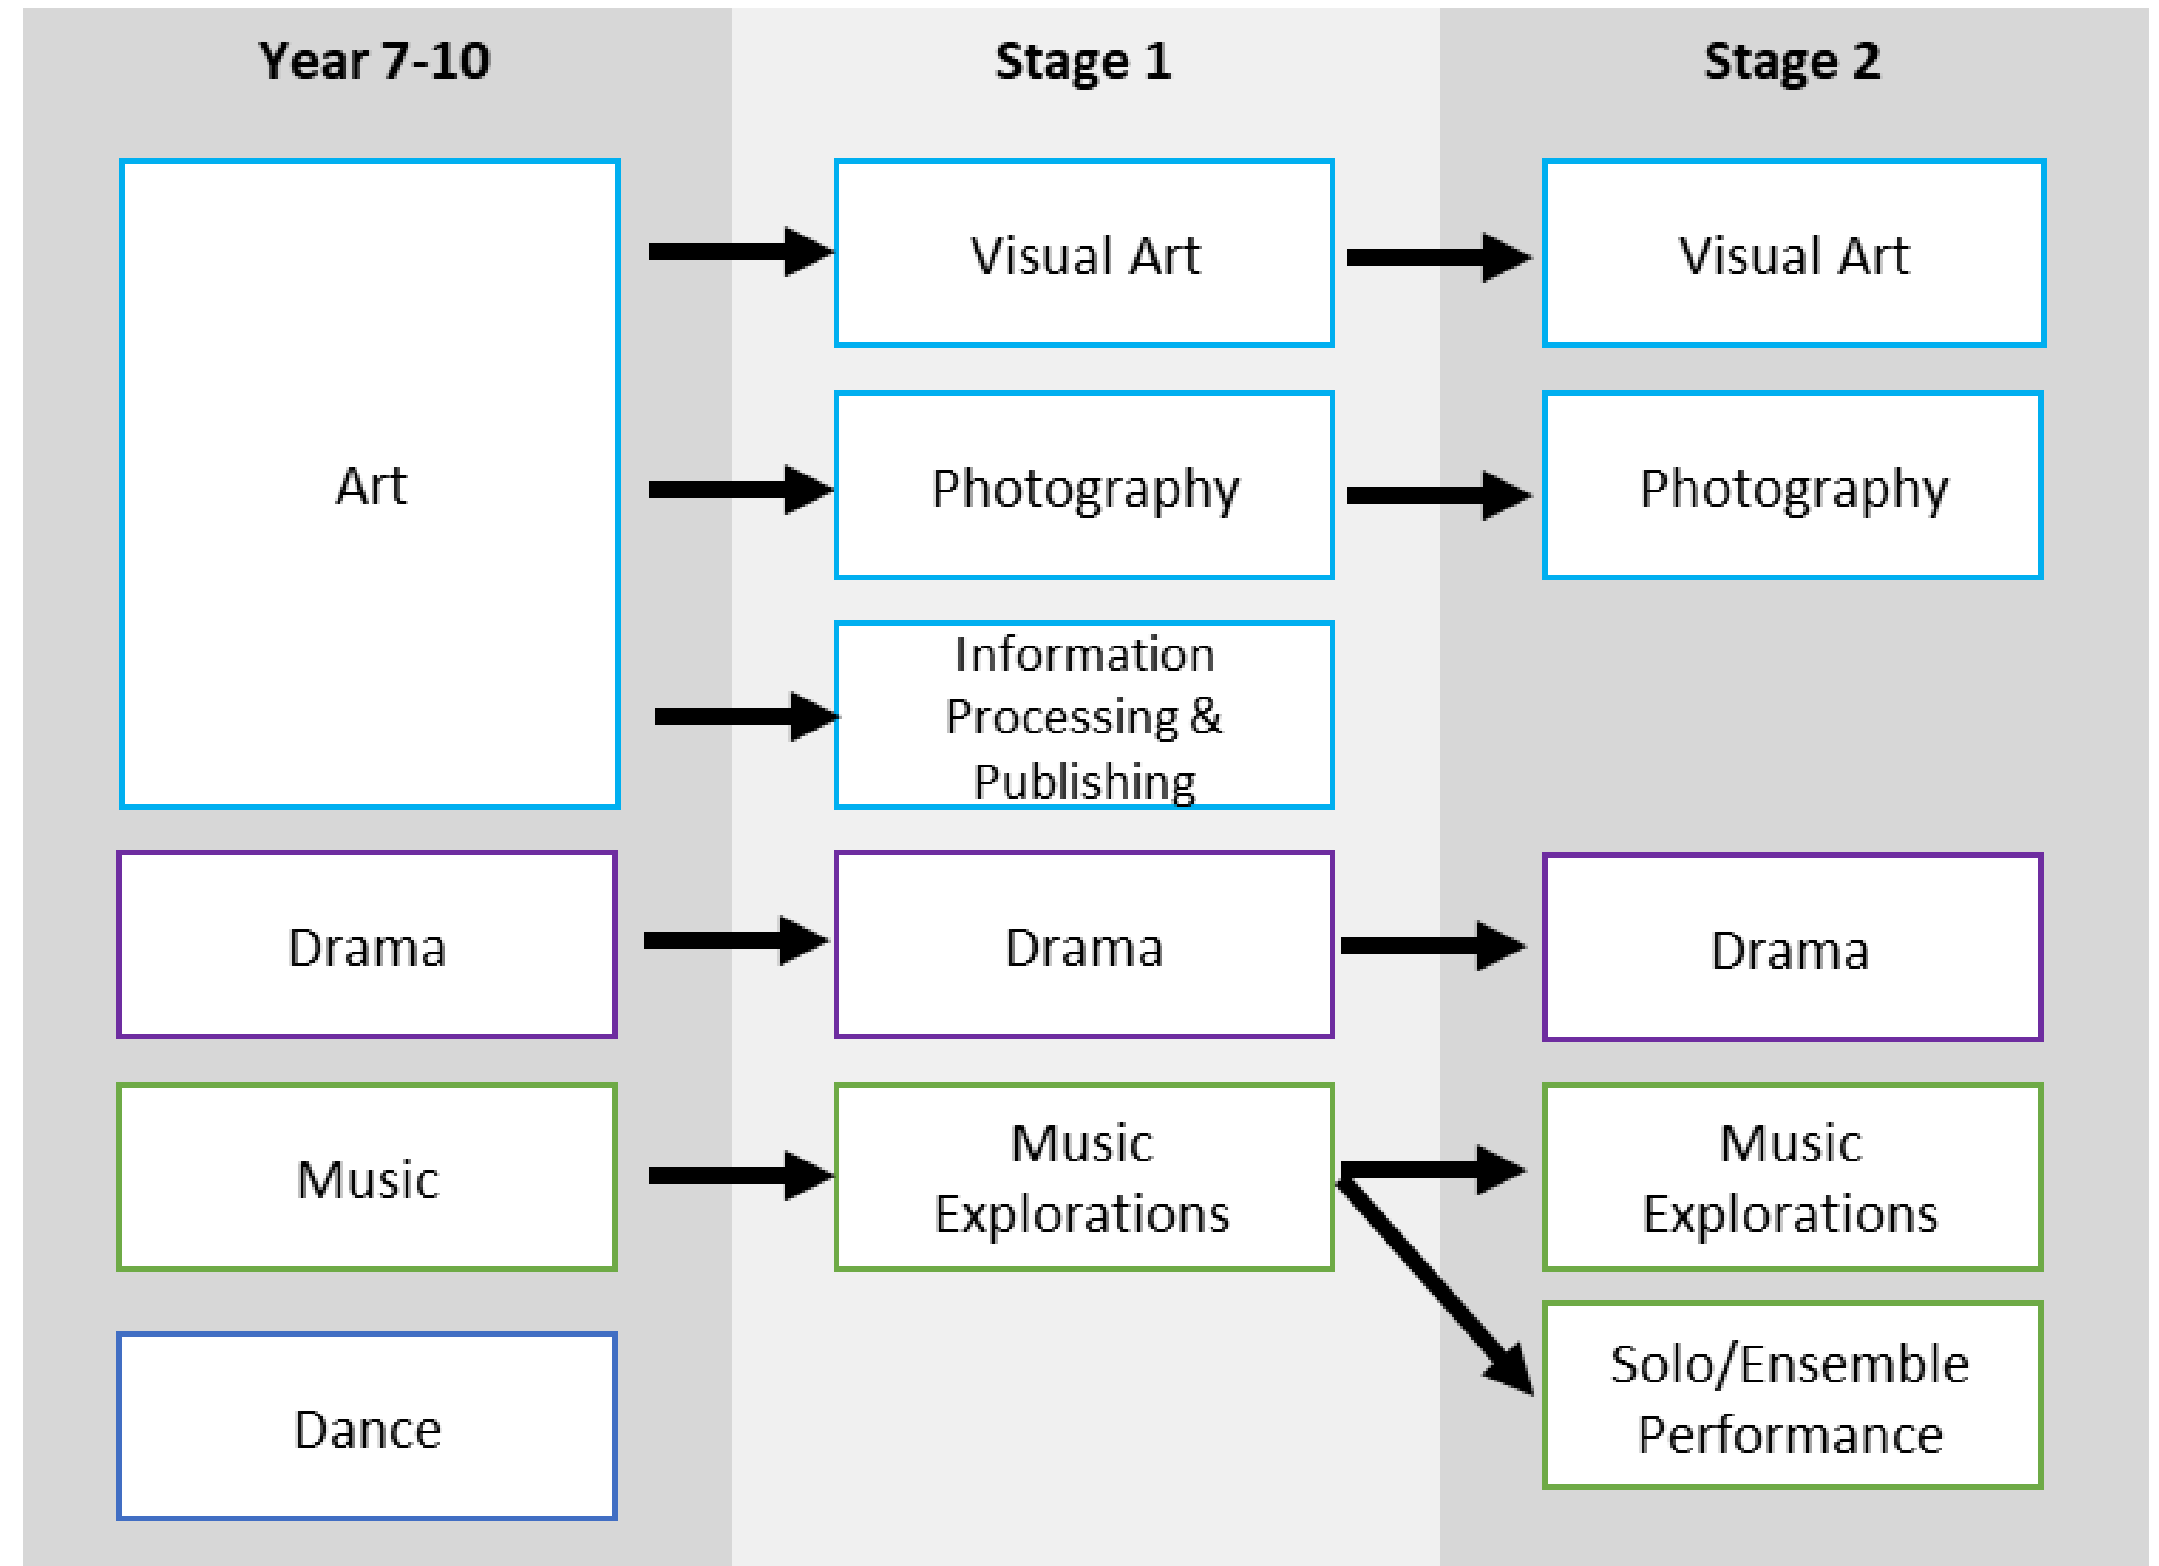 Year 7-10
Stage 1
Stage 2
Art
Visual Art
Visual Art
Photography
Photography
Information
Processing &
Publishing
Drama
Drama
Drama
Music
Music
Explorations
Music
Explorations
Dance
Solo/Ensemble
Performance